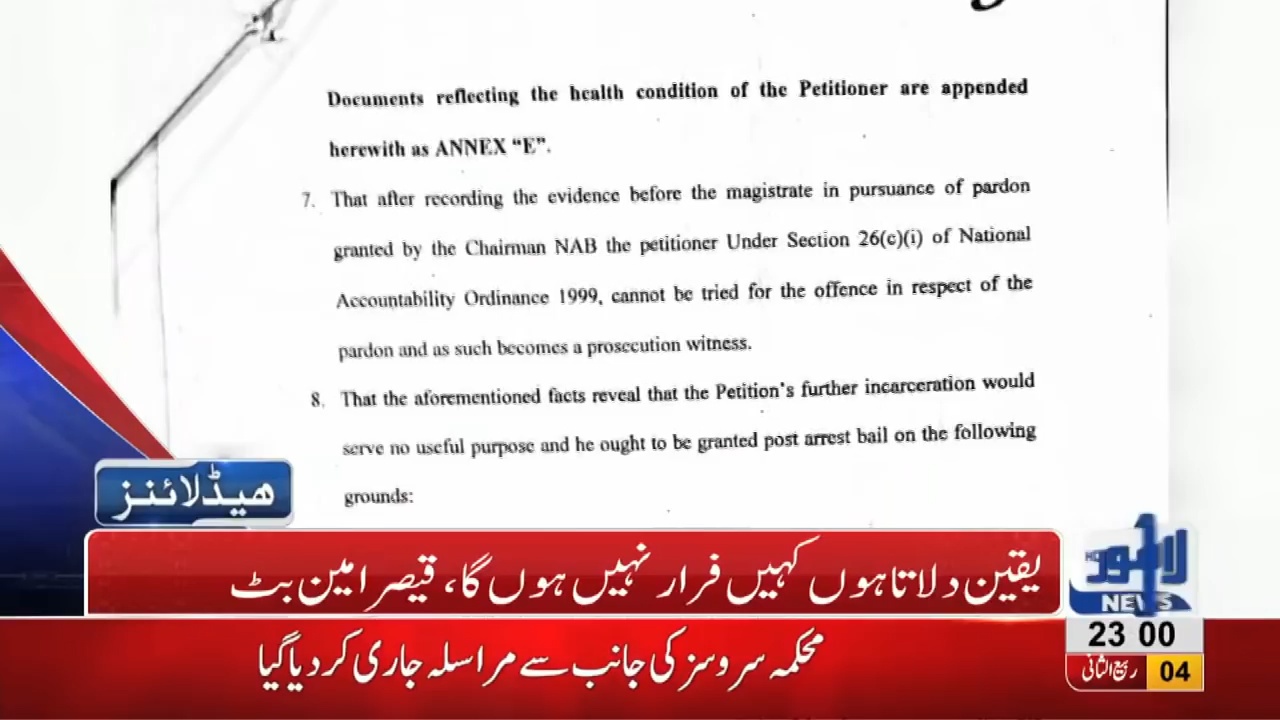 Documents reflecting the health condition of the Petitioner are appended
herewith as ANNEX “E”.
7. That after recording the evidence before the magistrate in pursuance of pardon
granted by the Chairman NAB the petitioner Under Section 26(c)(i) of National
Accountability Ordinance 1999, cannot be tried for the offence in respect of the
pardon and as such becomes a prosecution witness.
8. That the aforementioned facts reveal that the Petition's further incarceration would
serve no useful purpose and he ought to be granted post arrest bail on the following
grounds:
ھیڈلائنز
یقین دلاتا ہوں کہیں فرار نہیں ہوں گا، قیصر امین بٹ
لاہور
HD
NEWS
محکمہ سروسز کی جانب سے مراسلہ جاری کر دیا گیا
23 00
04 ربیع الثانی